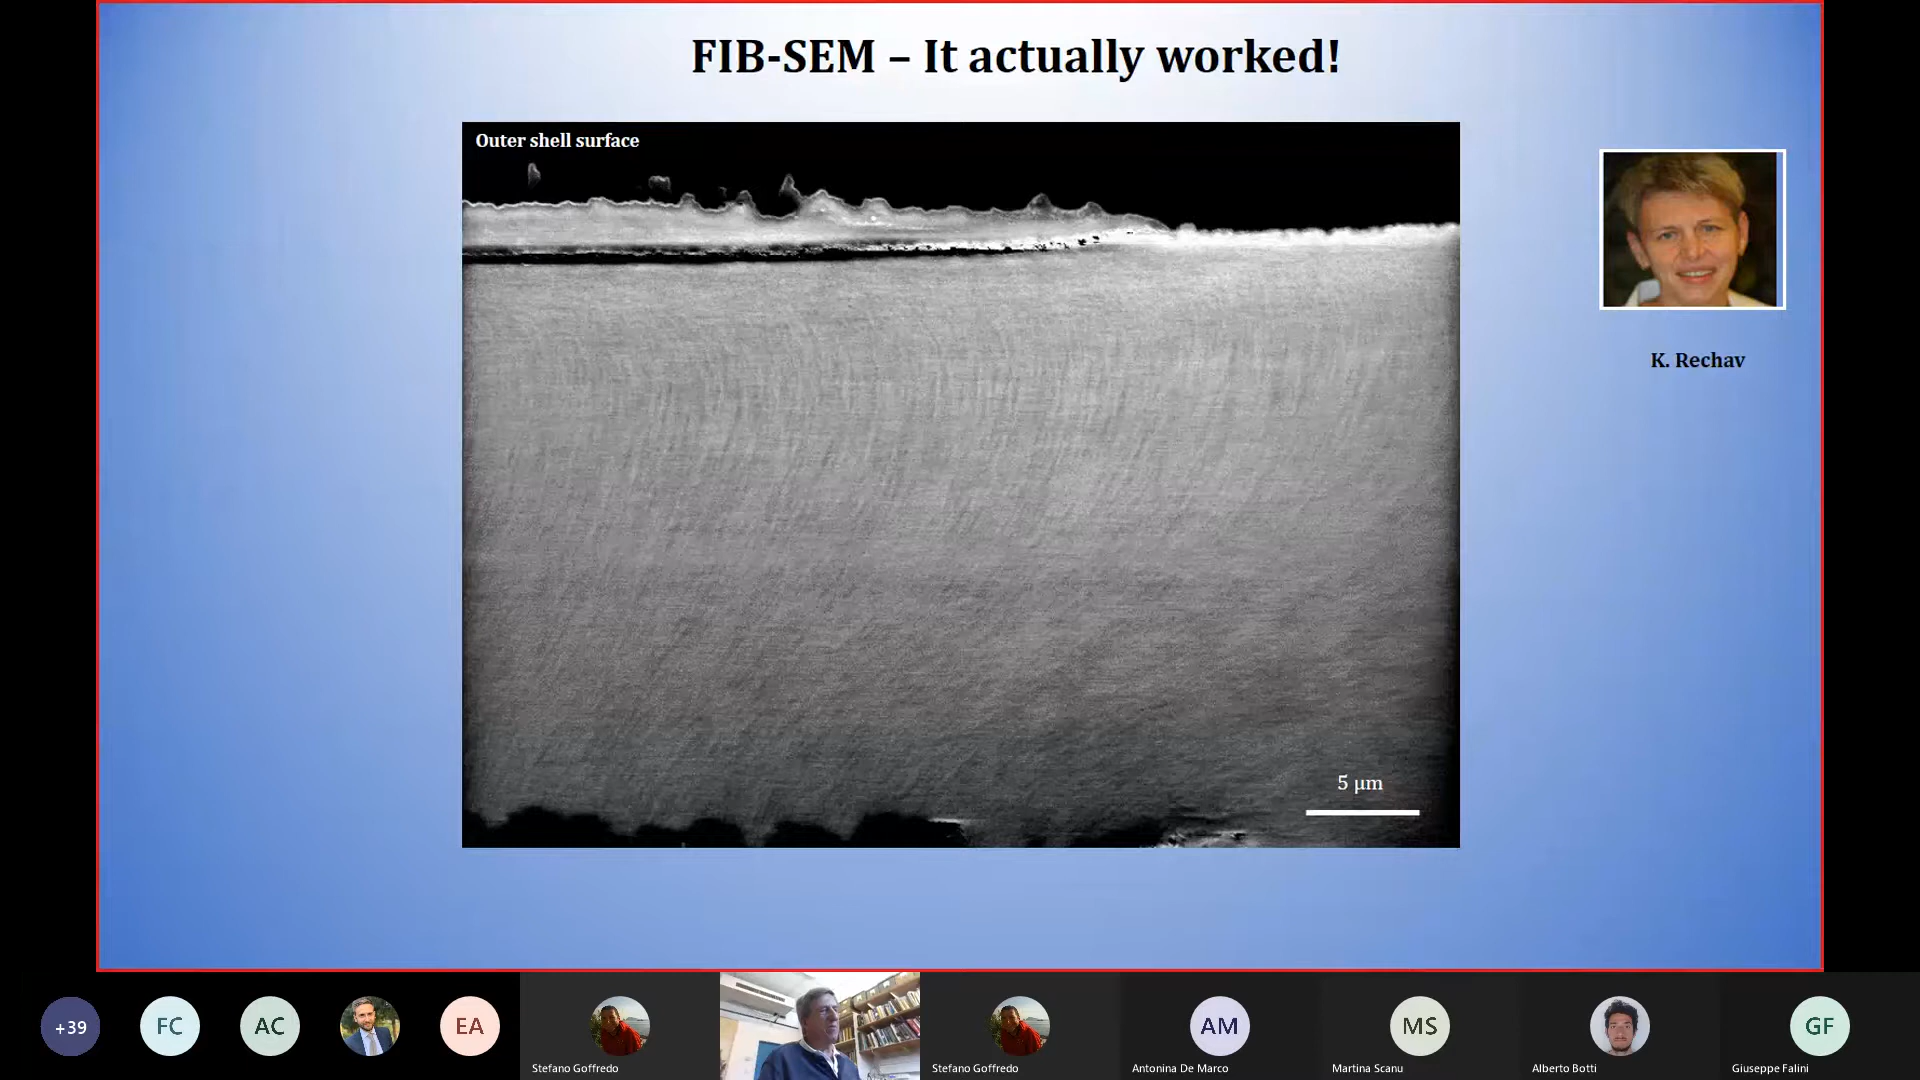 FIB-SEM – It actually worked!
Outer shell surface
K. Rechav
5 µm
+39
FC
AC
EA
Stefano Goffredo
Stefano Goffredo
AM
Antonina De Marco
MS
Martina Scanu
Alberto Botti
GF
Giuseppe Falini